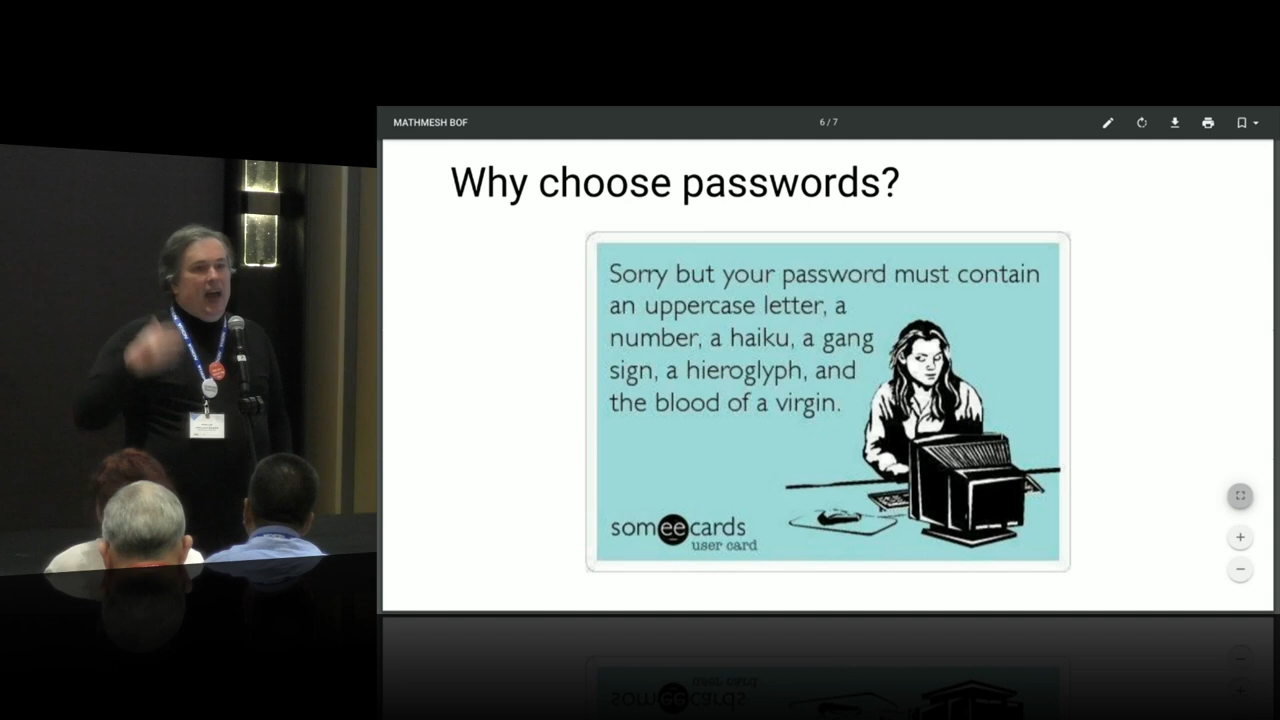 MATHMESH BOF
6 / 7
Why choose passwords?
Sorry but your password must contain
an uppercase letter, a
number, a haiku, a gang
sign, a hieroglyph, and
the blood of a virgin.
someecards
user card